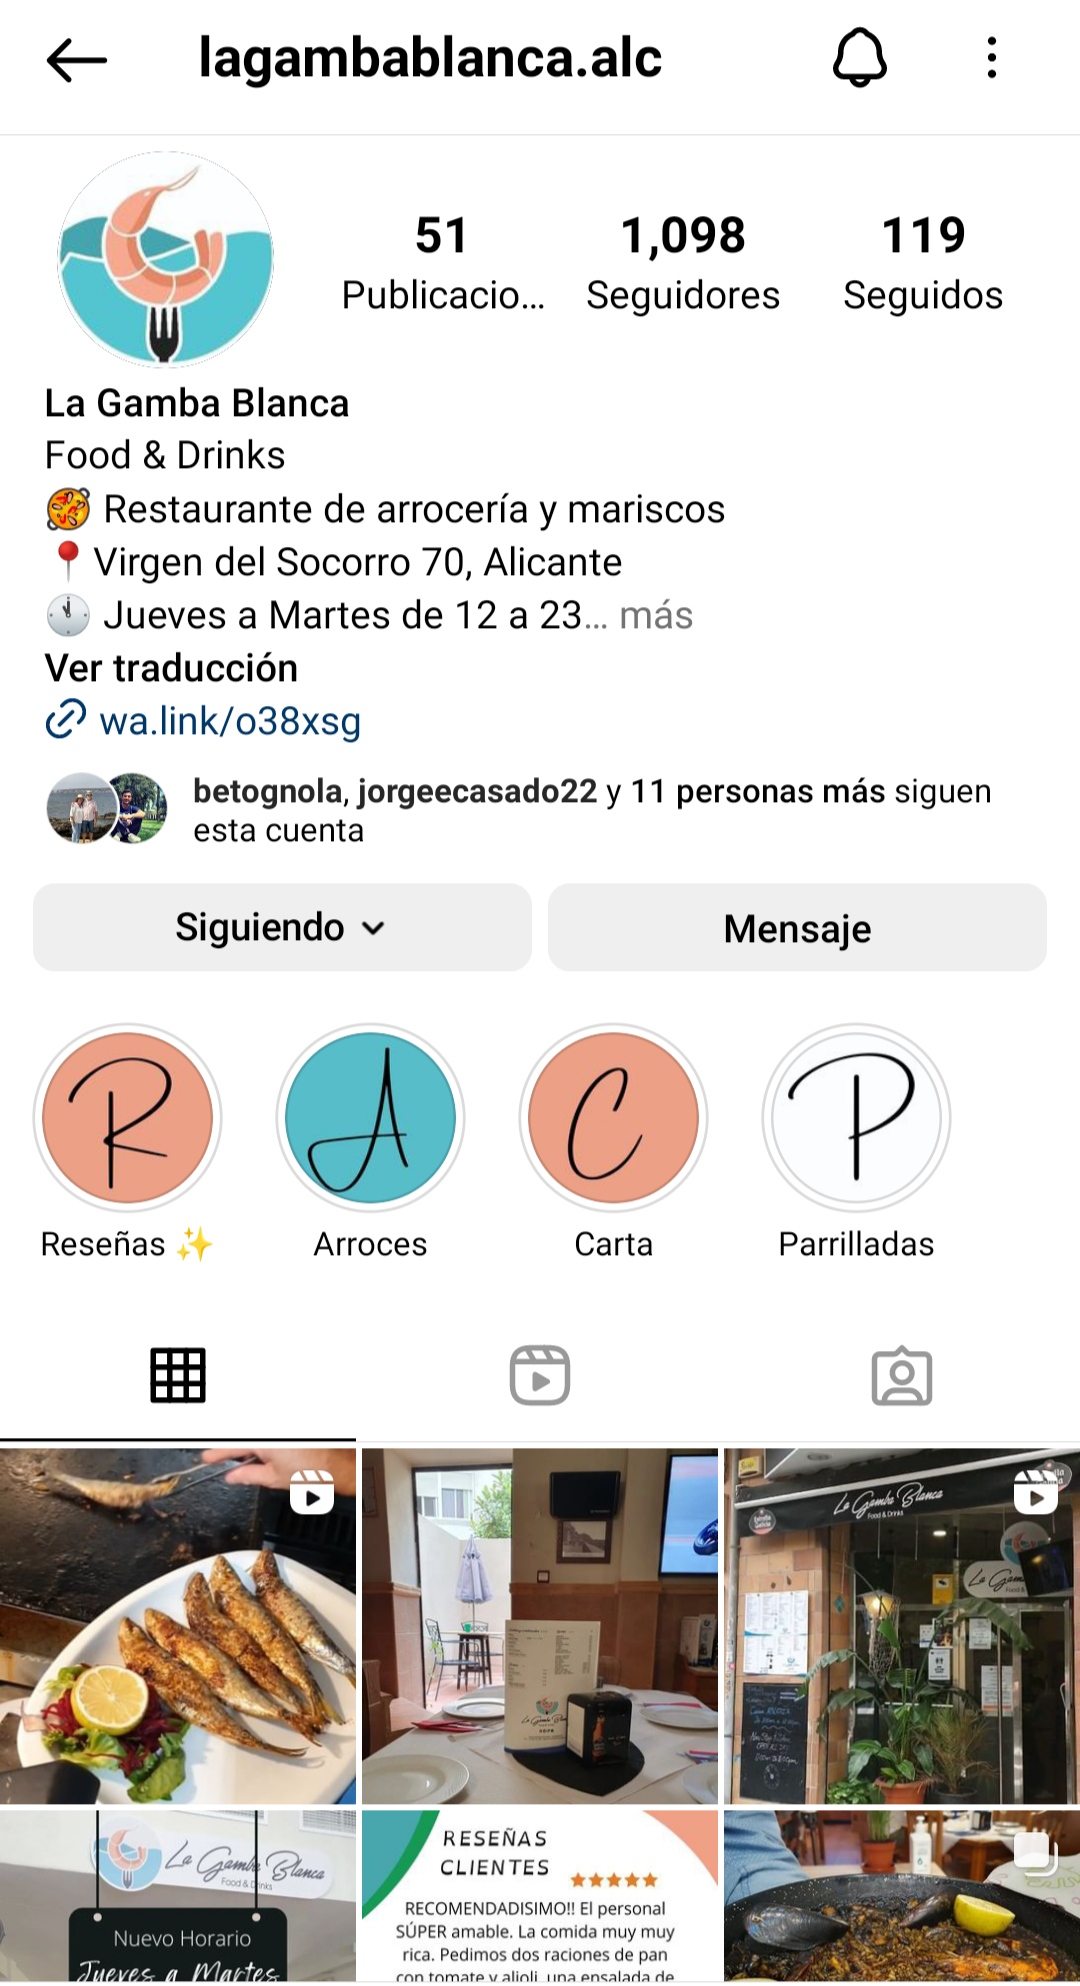 lagambablanca.alc
51
1,098
119
Publicacio...
Seguidores
Seguidos
La Gamba Blanca
Food & Drinks
Restaurante de arrocería y mariscos
Virgen del Socorro 70, Alicante
Jueves a Martes de 12 a 23... más
Ver traducción
wa.link/o38xsg
betognola, jorgeecasado22 y 11 personas más siguen
esta cuenta
Siguiendo
Mensaje
R
A
C
P
Reseñas
Arroces
Carta
Parrilladas
La Gamba Blanca
Food & Drinks
La Gam
La Gamba Blanca
Food & Drinks
Nuevo Horario
Jueves a Martes
RESEÑAS
CLIENTES
RECOMENDADISIMO!! El personal
SÚPER amable. La comida muy muy
rica. Pedimos dos raciones de pan
con tomate y alioli, una ensalada de